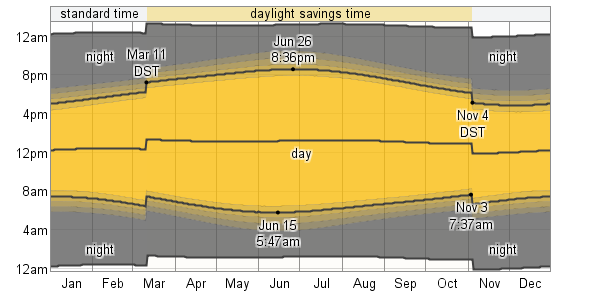 standard time daylight savings time
12am
8pm
4pm
12pm
8am
4am
12am
night
Mar 11
DST
Jun 26
8:36pm
night
Nov 4
DST
day
Jun 15
5:47am
Nov 3
7:37am
night
night
Jan Feb Mar Apr May Jun Jul Aug Sep Oct Nov Dec